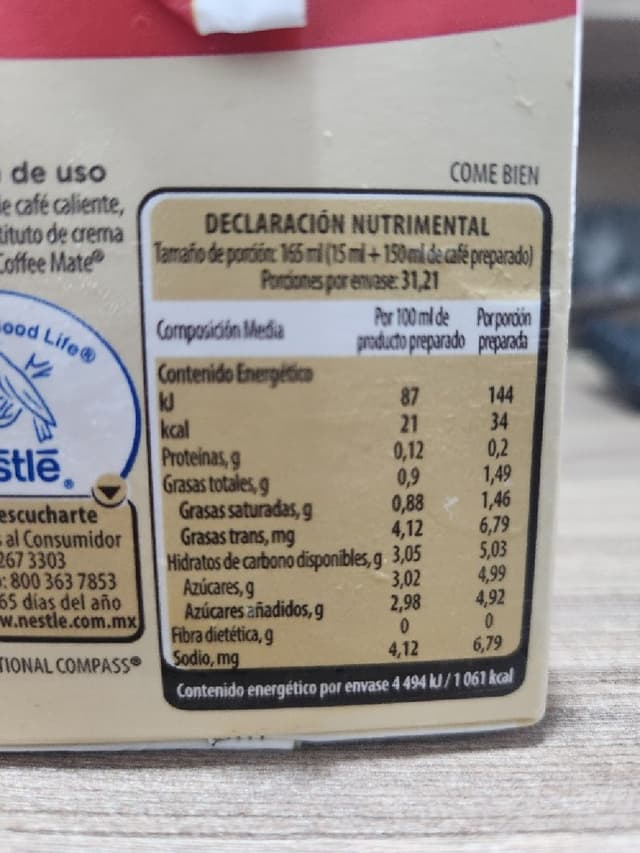 de uso
e café caliente,
tituto de crema
Coffee Mate®
ood Life®
stlē®
escucharte
s al Consumidor
267 3303
: 800 363 7853
65 días del año
w.nestle.com.mx
TIONAL COMPASS®
COME BIEN
DECLARACIÓN NUTRIMENTAL
Tamaño de porción: 165 ml (15 ml + 150 ml de café preparado)
Porciones por envase: 31,21
Composición Media Por 100 ml de producto preparado Por porción preparada
Contenido Energético
kJ 87 144
kcal 21 34
Proteínas, g 0,12 0,2
Grasas totales, g 0,9 1,49
Grasas saturadas, g 0,88 1,46
Grasas trans, mg 4,12 6,79
Hidratos de carbono disponibles, g 3,05 5,03
Azúcares, g 3,02 4,99
Azúcares añadidos, g 2,98 4,92
Fibra dietética, g 0 0
Sodio, mg 4,12 6,79
Contenido energético por envase 4 494 kJ / 1 061 kcal